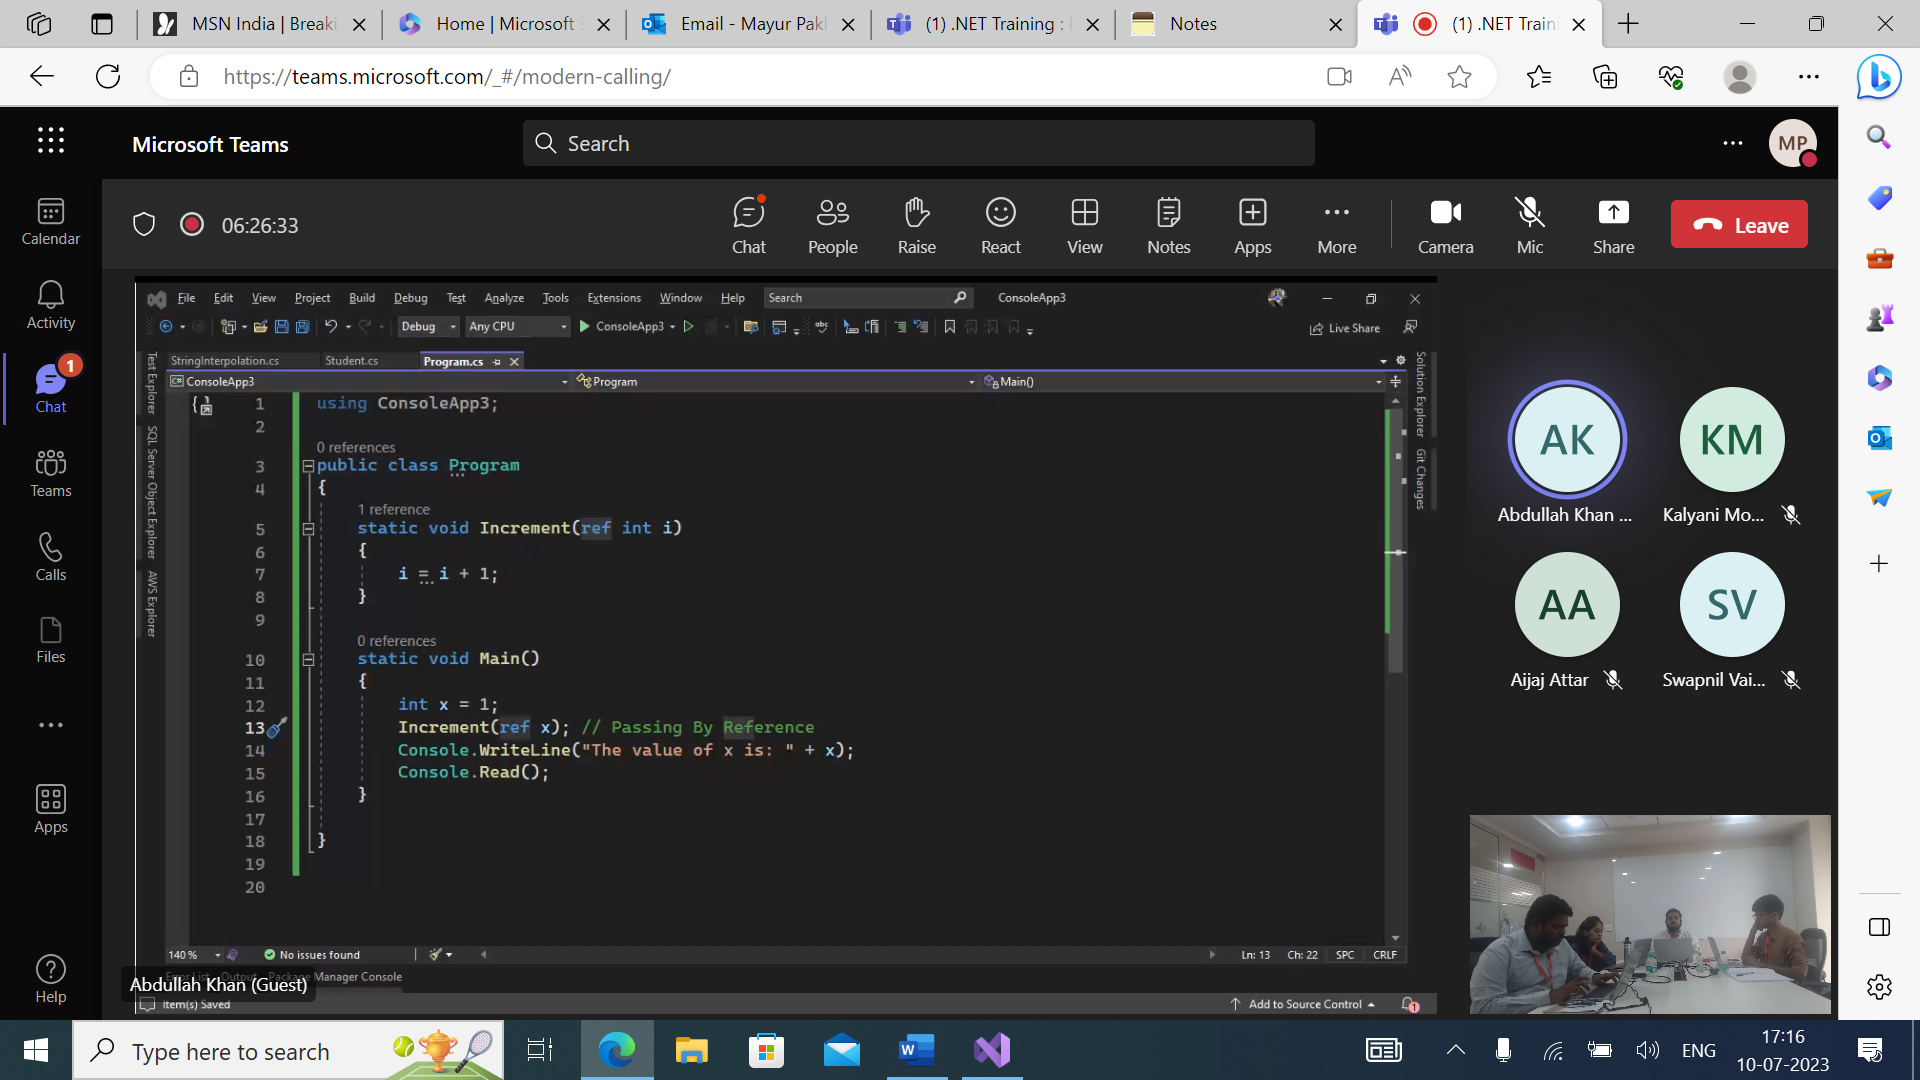 MSN India | Breaki
Home | Microsoft
Email - Mayur Pak
(1) .NET Training :
Notes
(1) .NET Traini
https://teams.microsoft.com/_#/modern-calling/
Microsoft Teams
Search
MP
06:26:33
Chat
People
Raise
React
View
Notes
Apps
More
Camera
Mic
Share
Leave
Calendar
Activity
1
Chat
Teams
Calls
Files
Apps
Help
File Edit View Project Build Debug Test Analyze Tools Extensions Window Help Search ConsoleApp3
Debug Any CPU ConsoleApp3 Live Share
StringInterpolation.cs Student.cs Program.cs
ConsoleApp3 Program Main()
Test Explorer
SQL Server Object Explorer
AWS Explorer
Solution Explorer
Git Changes
1 using ConsoleApp3;
2
0 references
3 public class Program
4 {
1 reference
5 static void Increment(ref int i)
6 {
7 i = i + 1;
8 }
9
0 references
10 static void Main()
11 {
12 int x = 1;
13 Increment(ref x); // Passing By Reference
14 Console.WriteLine("The value of x is: " + x);
15 Console.Read();
16 }
17
18 }
19
20
140 % No issues found Ln: 13 Ch: 22 SPC CRLF
Error List Output Package Manager Console
Abdullah Khan (Guest)
Item(s) Saved Add to Source Control 1
AK
Abdullah Khan ...
KM
Kalyani Mo...
AA
Aijaj Attar
SV
Swapnil Vai...
Type here to search
ENG
17:16
10-07-2023